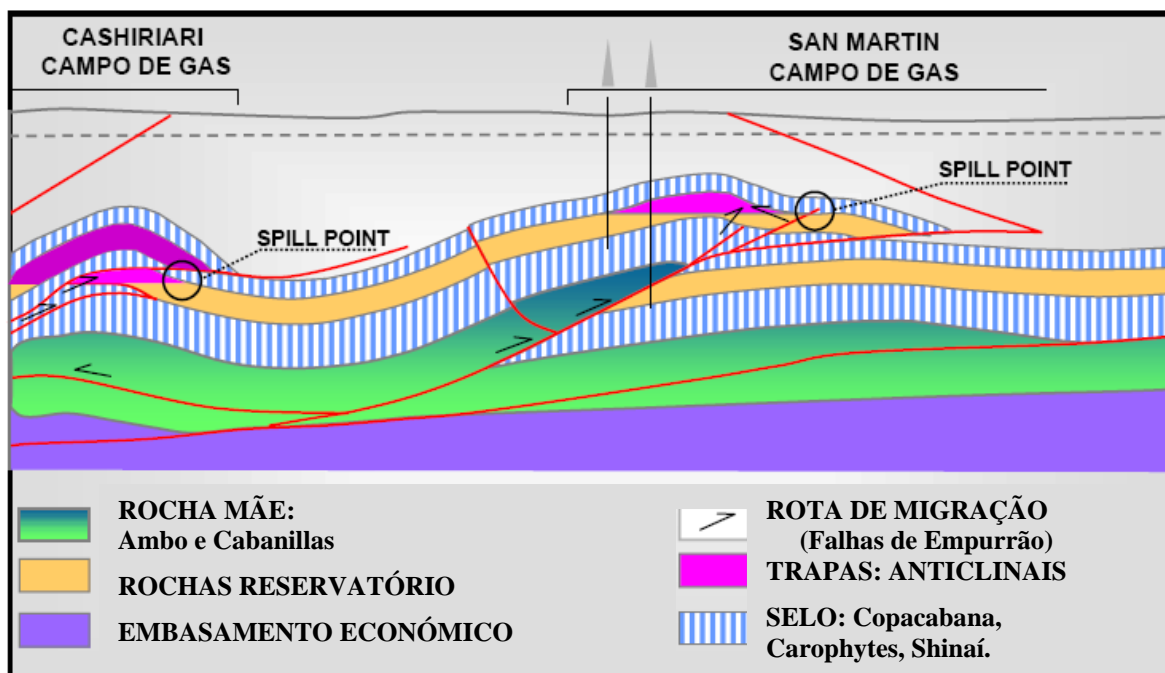 CASHIRIARI
CAMPO DE GAS
SAN MARTIN
CAMPO DE GAS
SPILL POINT
SPILL POINT
ROCHA MÃE:
Ambo e Cabanillas
ROCHAS RESERVATÓRIO
EMBASAMENTO ECONÓMICO
ROTA DE MIGRAÇÃO
(Falhas de Empurrão)
TRAPAS: ANTICLINAIS
SELO: Copacabana,
Carophytes, Shinaí.